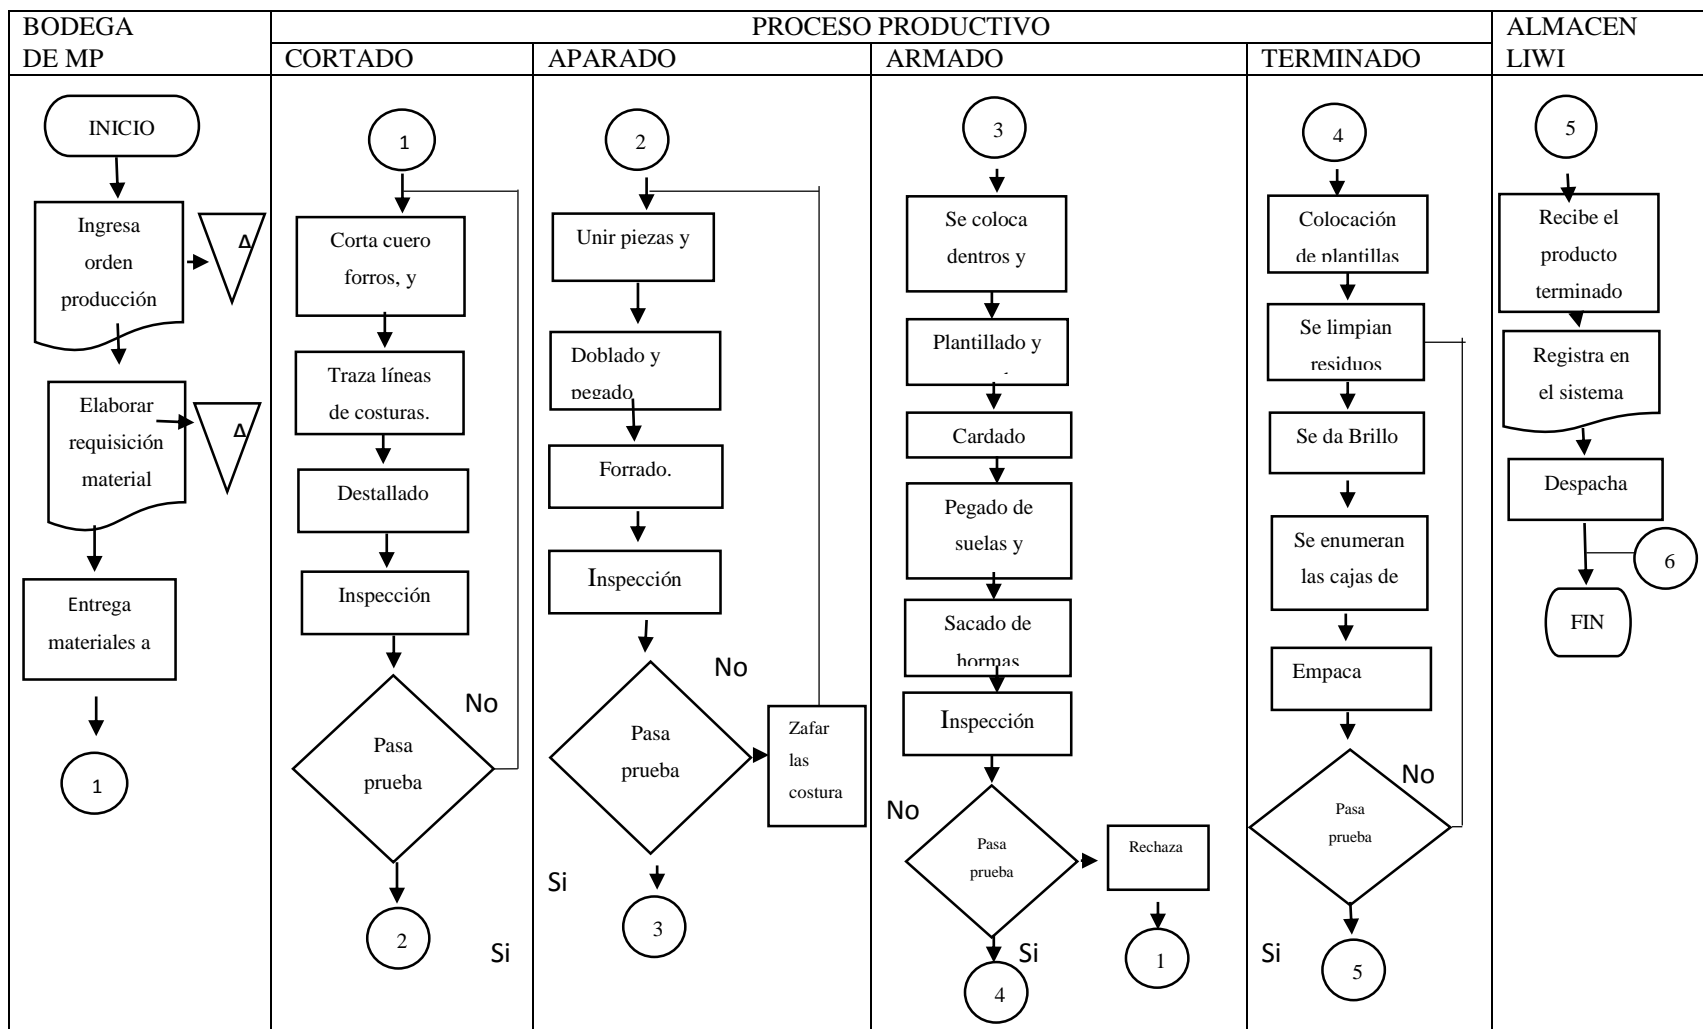 BODEGA
DE MP
PROCESO PRODUCTIVO
ALMACEN
LIWI
CORTADO
APARADO
ARMADO
TERMINADO
INICIO
Ingresa
orden
producción
Δ
Elaborar
requisición
material
Δ
Entrega
materiales a
1
1
Corta cuero
forros, y
Traza líneas
de costuras.
Destallado
Inspección
No
Pasa
prueba
2
Si
2
Unir piezas y
Doblado y
pegado
Forrado.
Inspección
No
Pasa
prueba
Zafar
las
costura
Si
3
3
Se coloca
dentros y
Plantillado y
Cardado
Pegado de
suelas y
Sacado de
hormas
Inspección
No
Pasa
prueba
Rechaza
Si
1
4
4
Colocación
de plantillas
Se limpian
residuos
Se da Brillo
Se enumeran
las cajas de
Empaca
No
Pasa
prueba
Si
5
5
Recibe el
producto
terminado
Registra en
el sistema
Despacha
6
FIN